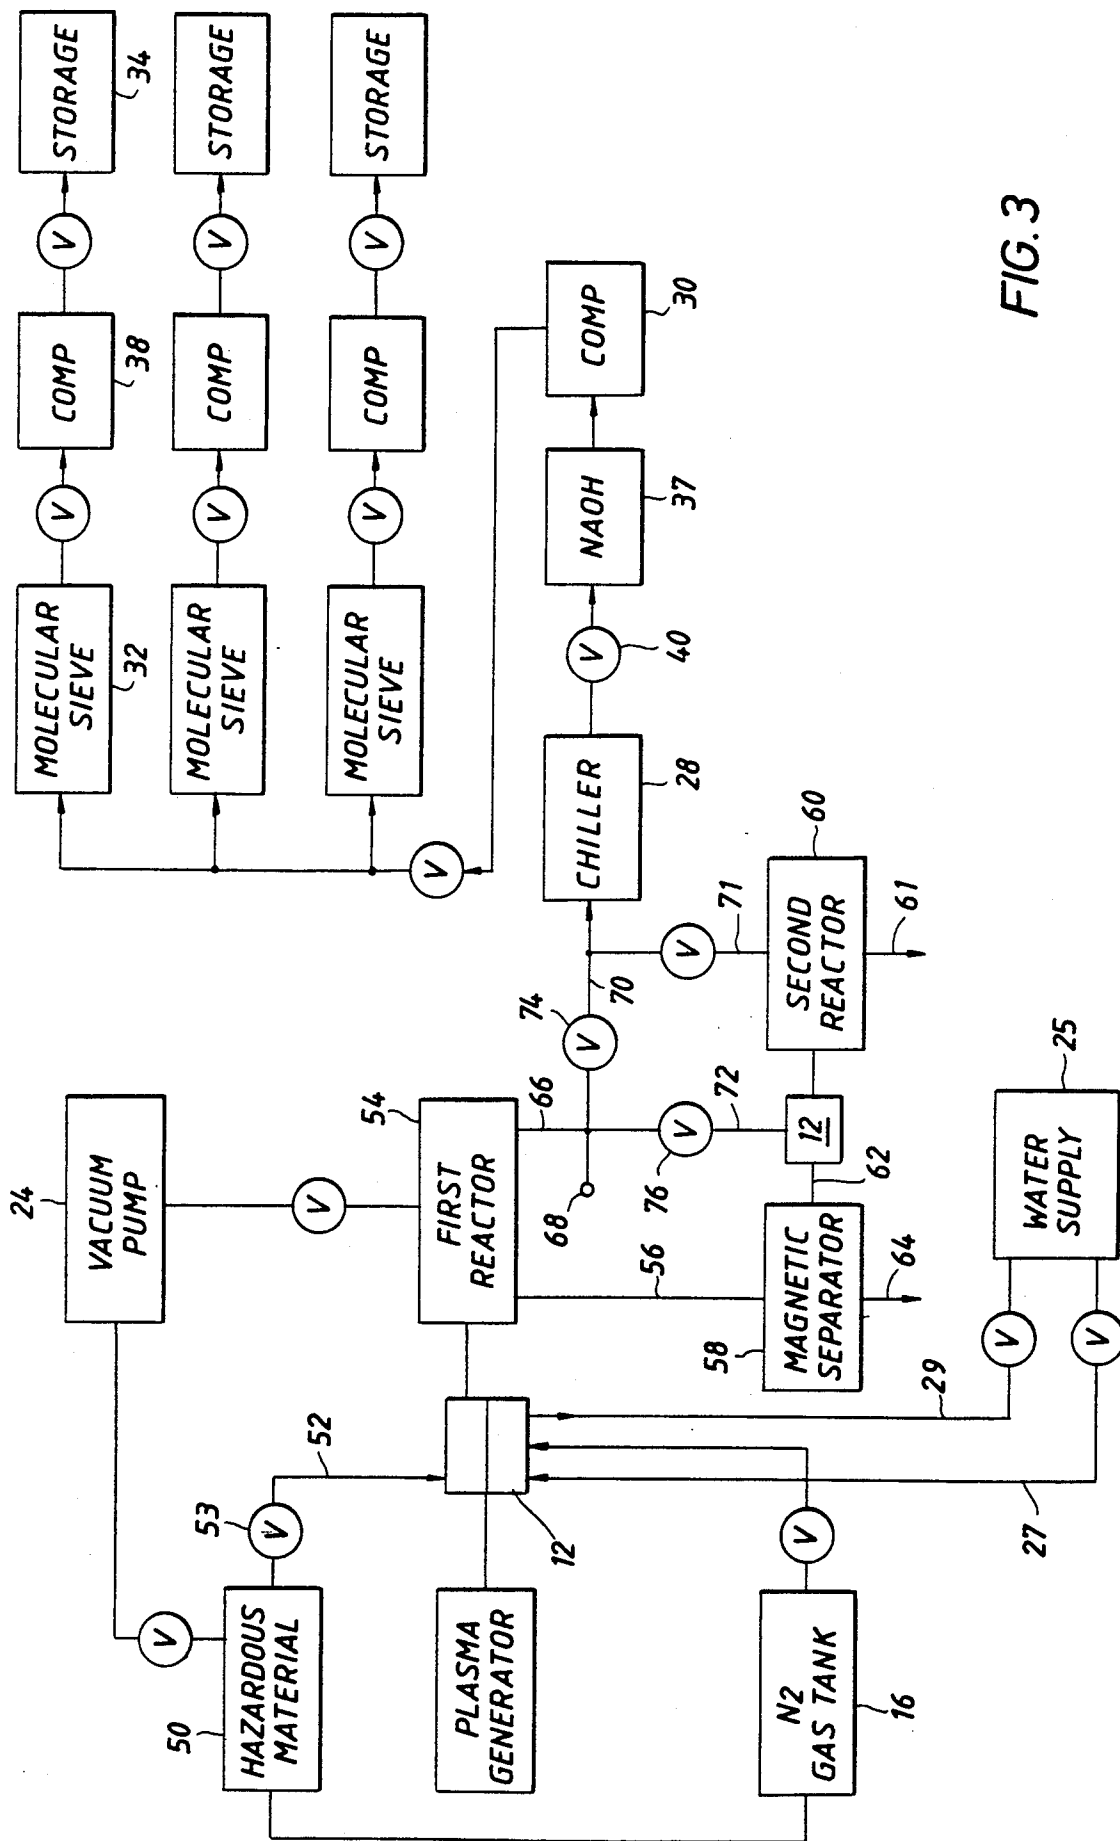 24
VACUUM
PUMP
V
V
50
HAZARDOUS
MATERIAL
53
V
52
PLASMA
GENERATOR
12
N2
GAS TANK
16
V
54
FIRST
REACTOR
56
66
68
74
V
70
76
V
72
V
71
58
MAGNETIC
SEPARATOR
64
62
12
SECOND
REACTOR
60
61
25
WATER
SUPPLY
V
V
29
27
CHILLER
28
V
40
NAOH
37
COMP
30
V
MOLECULAR
SIEVE
32
V
COMP
38
V
STORAGE
34
MOLECULAR
SIEVE
V
COMP
V
STORAGE
MOLECULAR
SIEVE
V
COMP
V
STORAGE
FIG.3